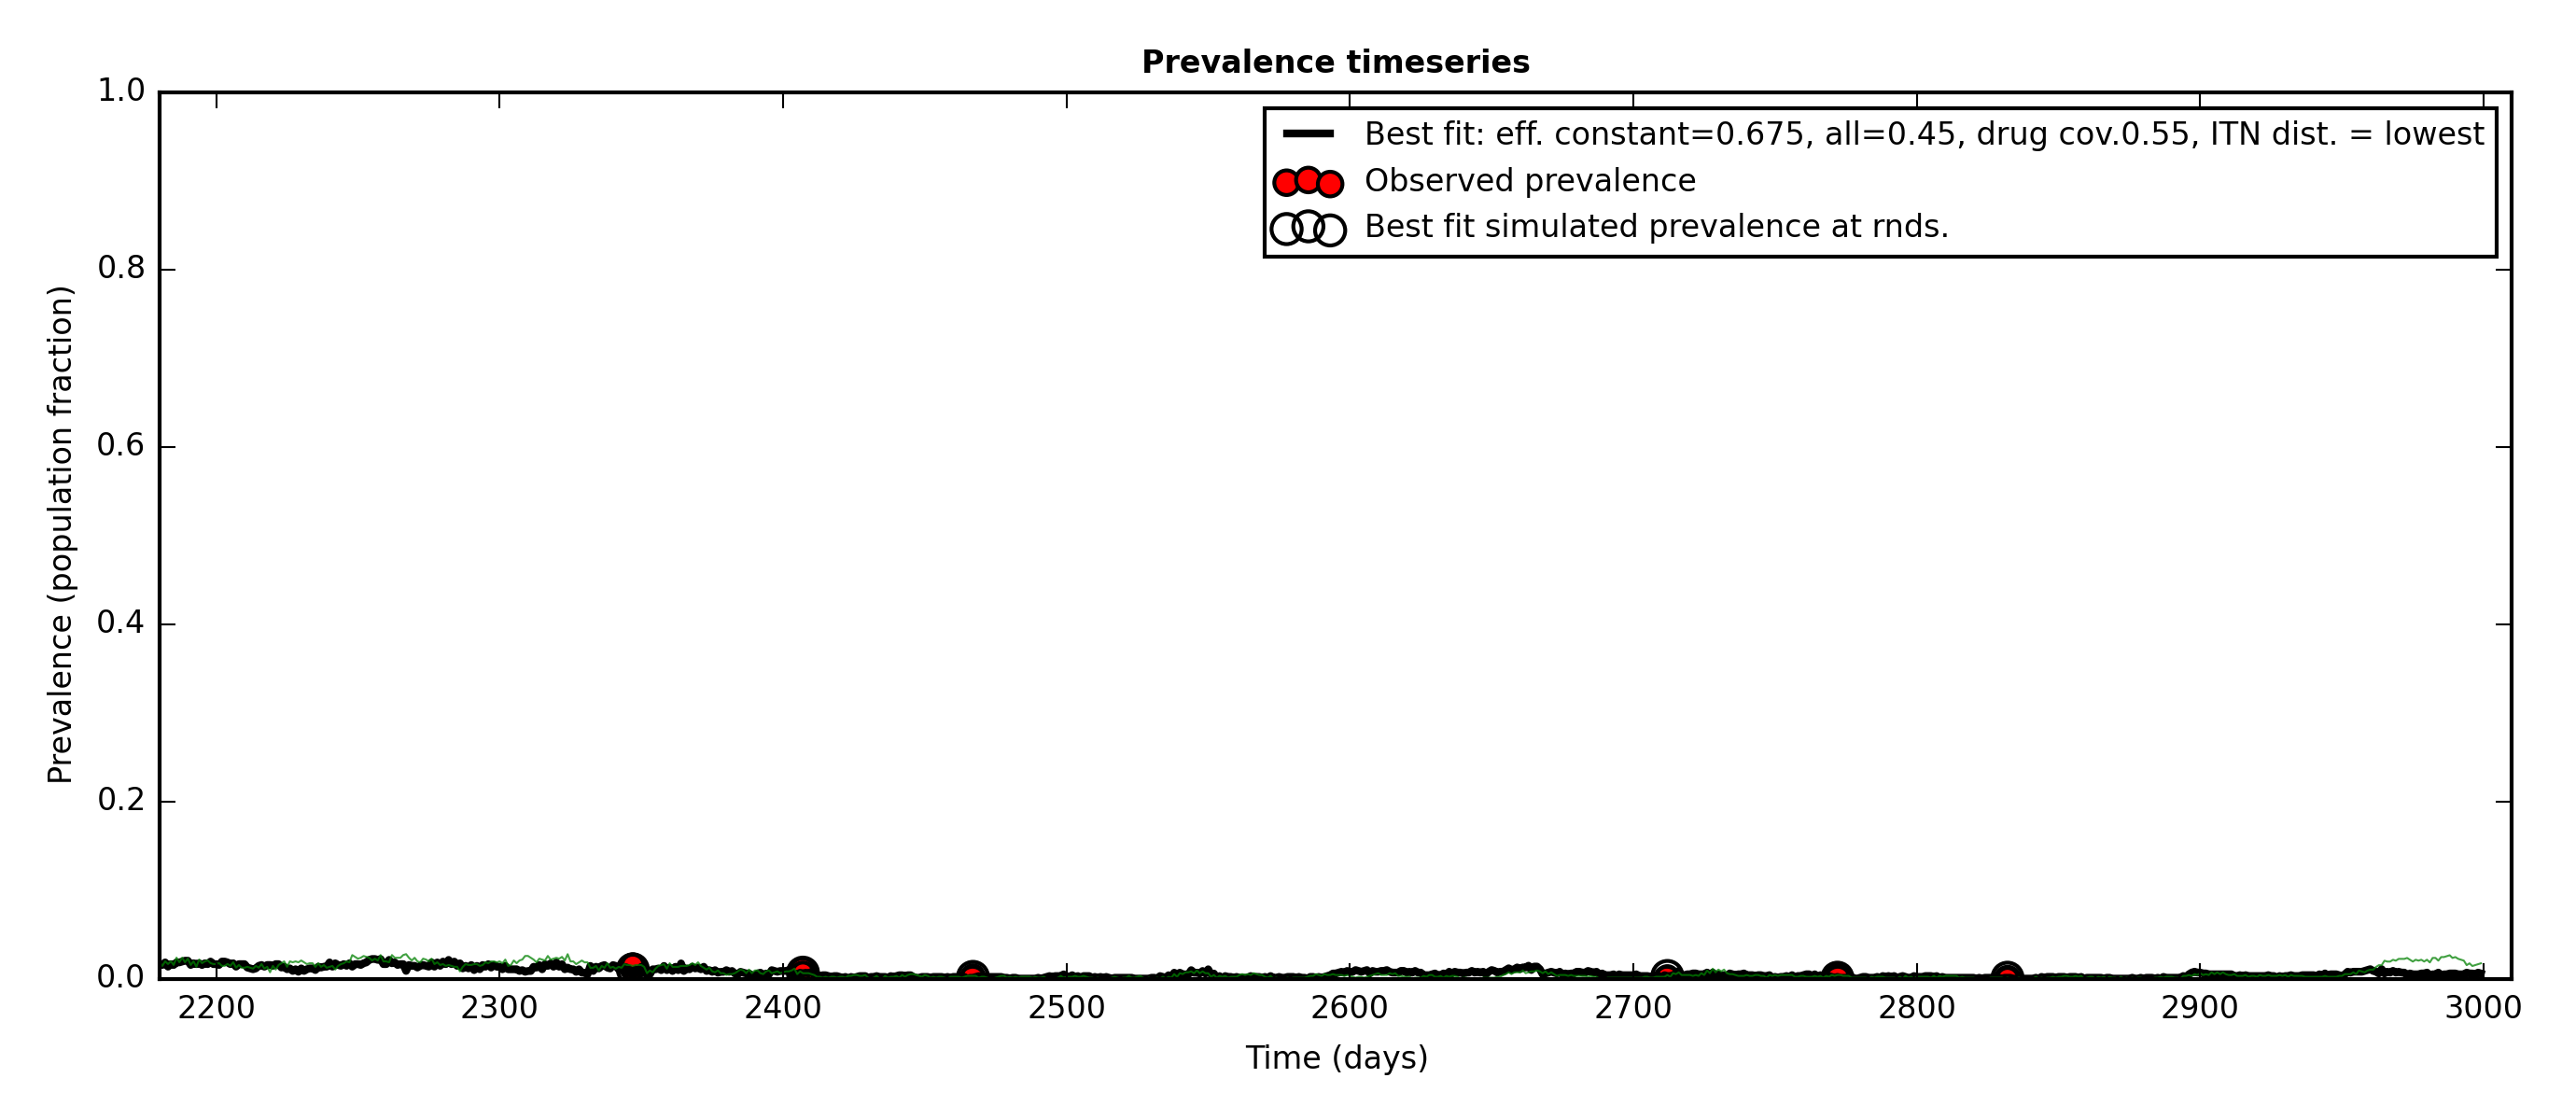 Prevalence timeseries
Best fit: eff. constant=0.675, all=0.45, drug cov.0.55, ITN dist. = lowest
Observed prevalence
Best fit simulated prevalence at rnds.
Prevalence (population fraction)
1.0
0.8
0.6
0.4
0.2
0.0
2200 2300 2400 2500 2600 2700 2800 2900 3000
Time (days)